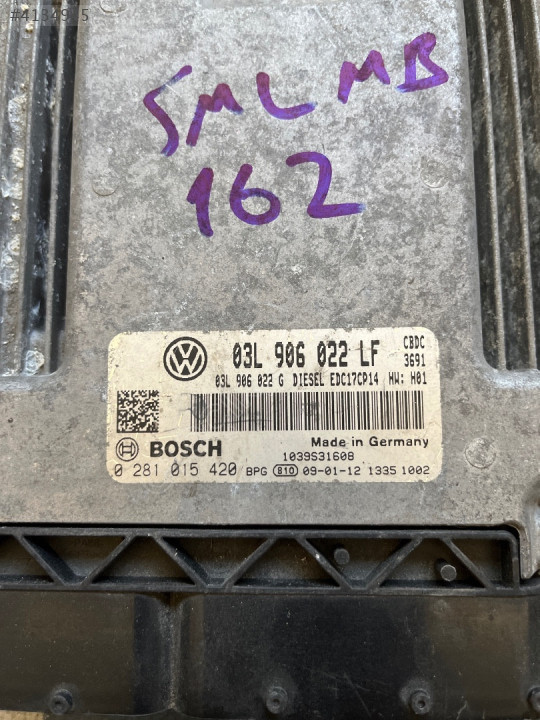 #4134975
SMLMB
162
03L 906 022 LF
CBDC
3691
03L 906 022 G DIESEL EDC17CP14 HW: H01
BOSCH
Made in Germany
1039S31608
0 281 015 420 BPG 810 09-01-12 1335 1002